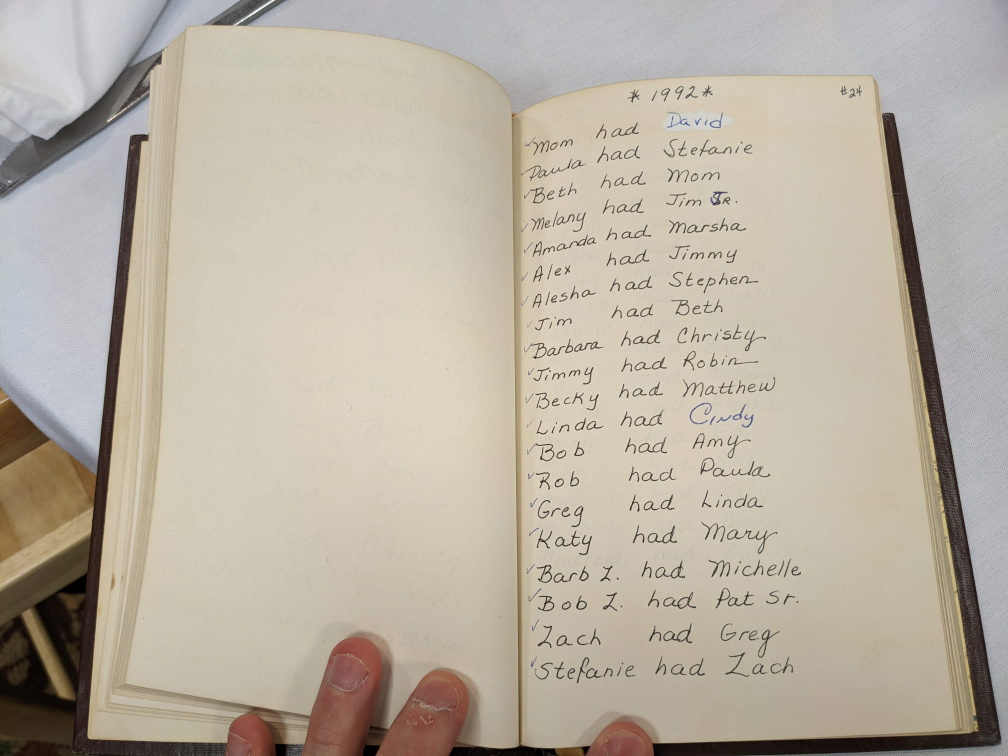 * 1992 * #24
✓ Mom had David
✓ Paula had Stefanie
✓ Beth had Mom
✓ Melany had Jim Jr.
✓ Amanda had Marsha
✓ Alex had Jimmy
✓ Alesha had Stephen
✓ Jim had Beth
✓ Barbara had Christy
✓ Jimmy had Robin
✓ Becky had Matthew
✓ Linda had Cindy
✓ Bob had Amy
✓ Rob had Paula
✓ Greg had Linda
✓ Katy had Mary
✓ Barb Z. had Michelle
✓ Bob Z. had Pat Sr.
✓ Zach had Greg
✓ Stefanie had Zach